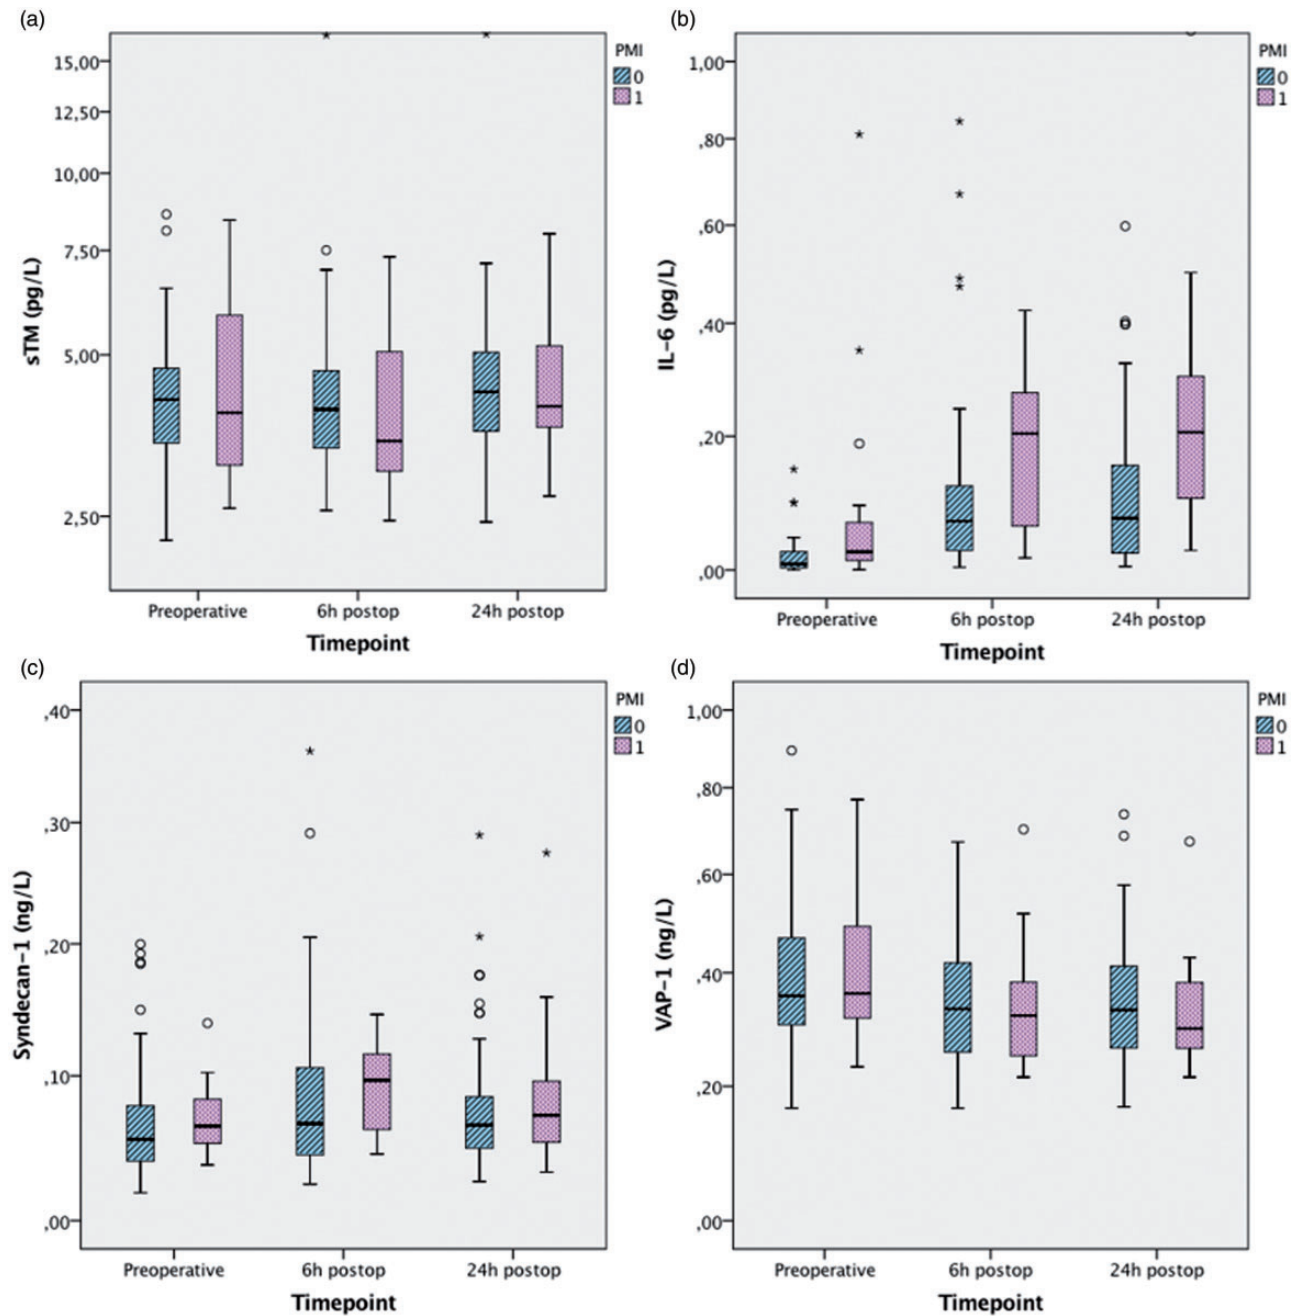 (a)
PMI
0
1
15,00
12,50
10,00
7,50
5,00
2,50
sTM (pg/L)
Preoperative 6h postop 24h postop
Timepoint
(b)
PMI
0
1
1,00
,80
,60
,40
,20
,00
IL-6 (pg/L)
Preoperative 6h postop 24h postop
Timepoint
(c)
PMI
0
1
,40
,30
,20
,10
,00
Syndecan-1 (ng/L)
Preoperative 6h postop 24h postop
Timepoint
(d)
PMI
0
1
1,00
,80
,60
,40
,20
,00
VAP-1 (ng/L)
Preoperative 6h postop 24h postop
Timepoint